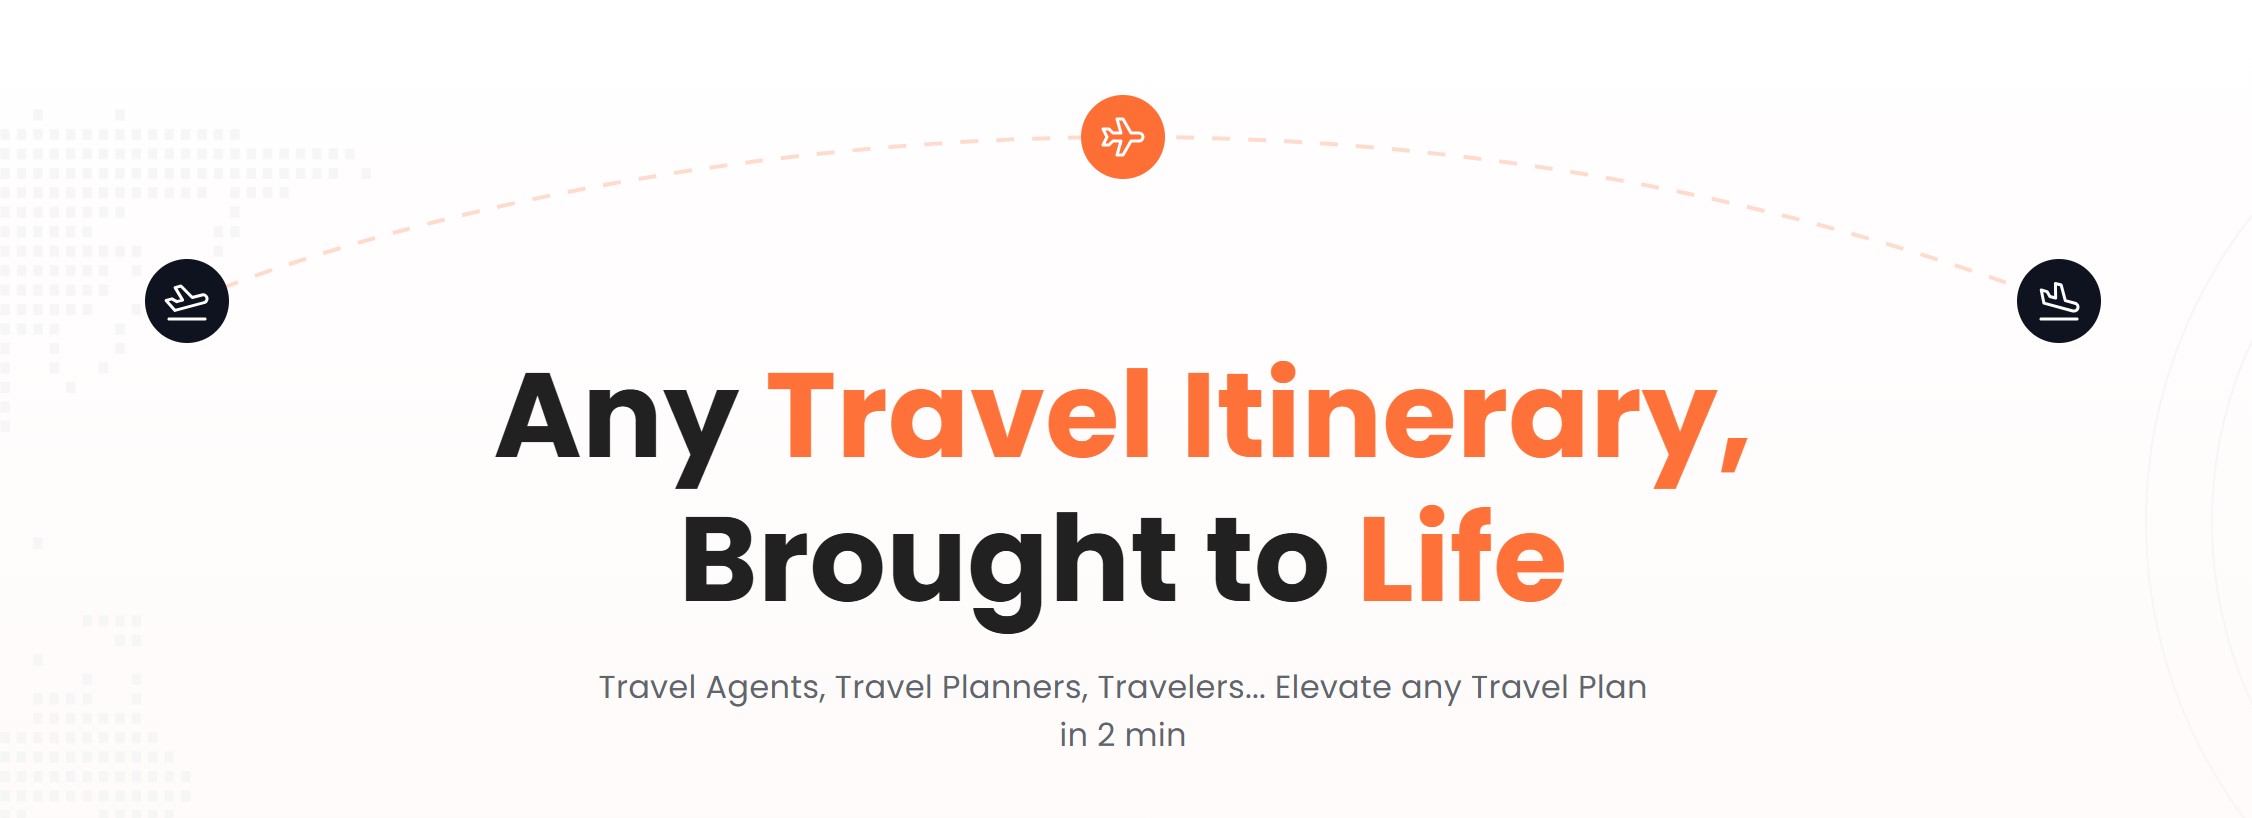 Any Travel Itinerary,
Brought to Life
Travel Agents, Travel Planners, Travelers... Elevate any Travel Plan
in 2 min